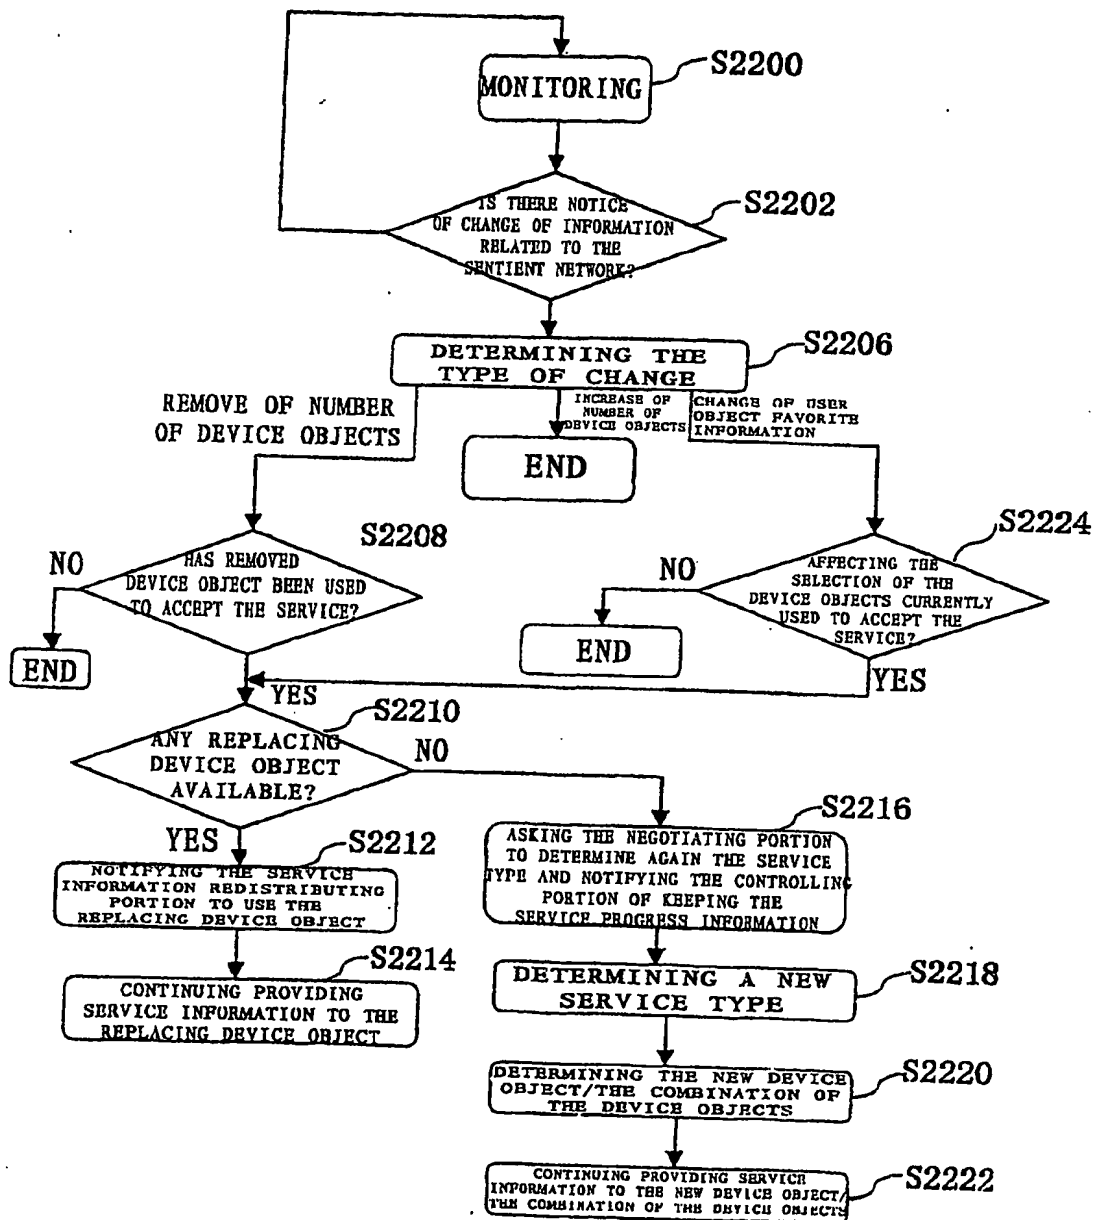 S2200
MONITORING
S2202
IS THERE NOTICE
OF CHANGE OF INFORMATION
RELATED TO THE
SENTIENT NETWORK?
S2206
DETERMINING THE
TYPE OF CHANGE
REMOVE OF NUMBER
OF DEVICE OBJECTS
INCREASE OF
NUMBER OF
DEVICE OBJECTS
CHANGE OF USER
OBJECT FAVORITE
INFORMATION
END
S2208
HAS REMOVED
DEVICE OBJECT BEEN USED
TO ACCEPT THE SERVICE?
NO
END
S2224
AFFECTING THE
SELECTION OF THE
DEVICE OBJECTS CURRENTLY
USED TO ACCEPT THE
SERVICE?
NO
END
YES
YES
S2210
ANY REPLACING
DEVICE OBJECT
AVAILABLE?
NO
YES
S2212
NOTIFYING THE SERVICE
INFORMATION REDISTRIBUTING
PORTION TO USE THE
REPLACING DEVICE OBJECT
S2214
CONTINUING PROVIDING
SERVICE INFORMATION TO THE
REPLACING DEVICE OBJECT
S2216
ASKING THE NEGOTIATING PORTION
TO DETERMINE AGAIN THE SERVICE
TYPE AND NOTIFYING THE CONTROLLING
PORTION OF KEEPING THE
SERVICE PROGRESS INFORMATION
S2218
DETERMINING A NEW
SERVICE TYPE
S2220
DETERMINING THE NEW DEVICE
OBJECT/THE COMBINATION OF
THE DEVICE OBJECTS
S2222
CONTINUING PROVIDING SERVICE
INFORMATION TO THE NEW DEVICE OBJECT/
THE COMBINATION OF THE DEVICE OBJECTS